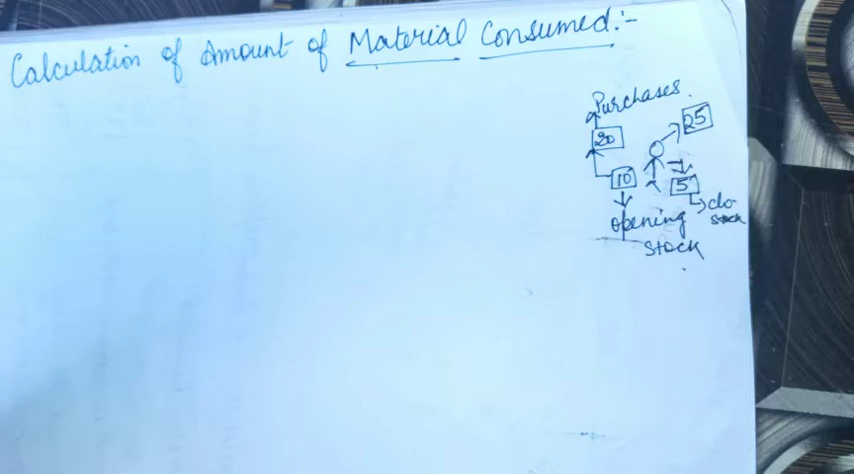 Calculation of Amount of Material Consumed:-
Purchases.
25
20
10
5
clo.
stock
opening
stock